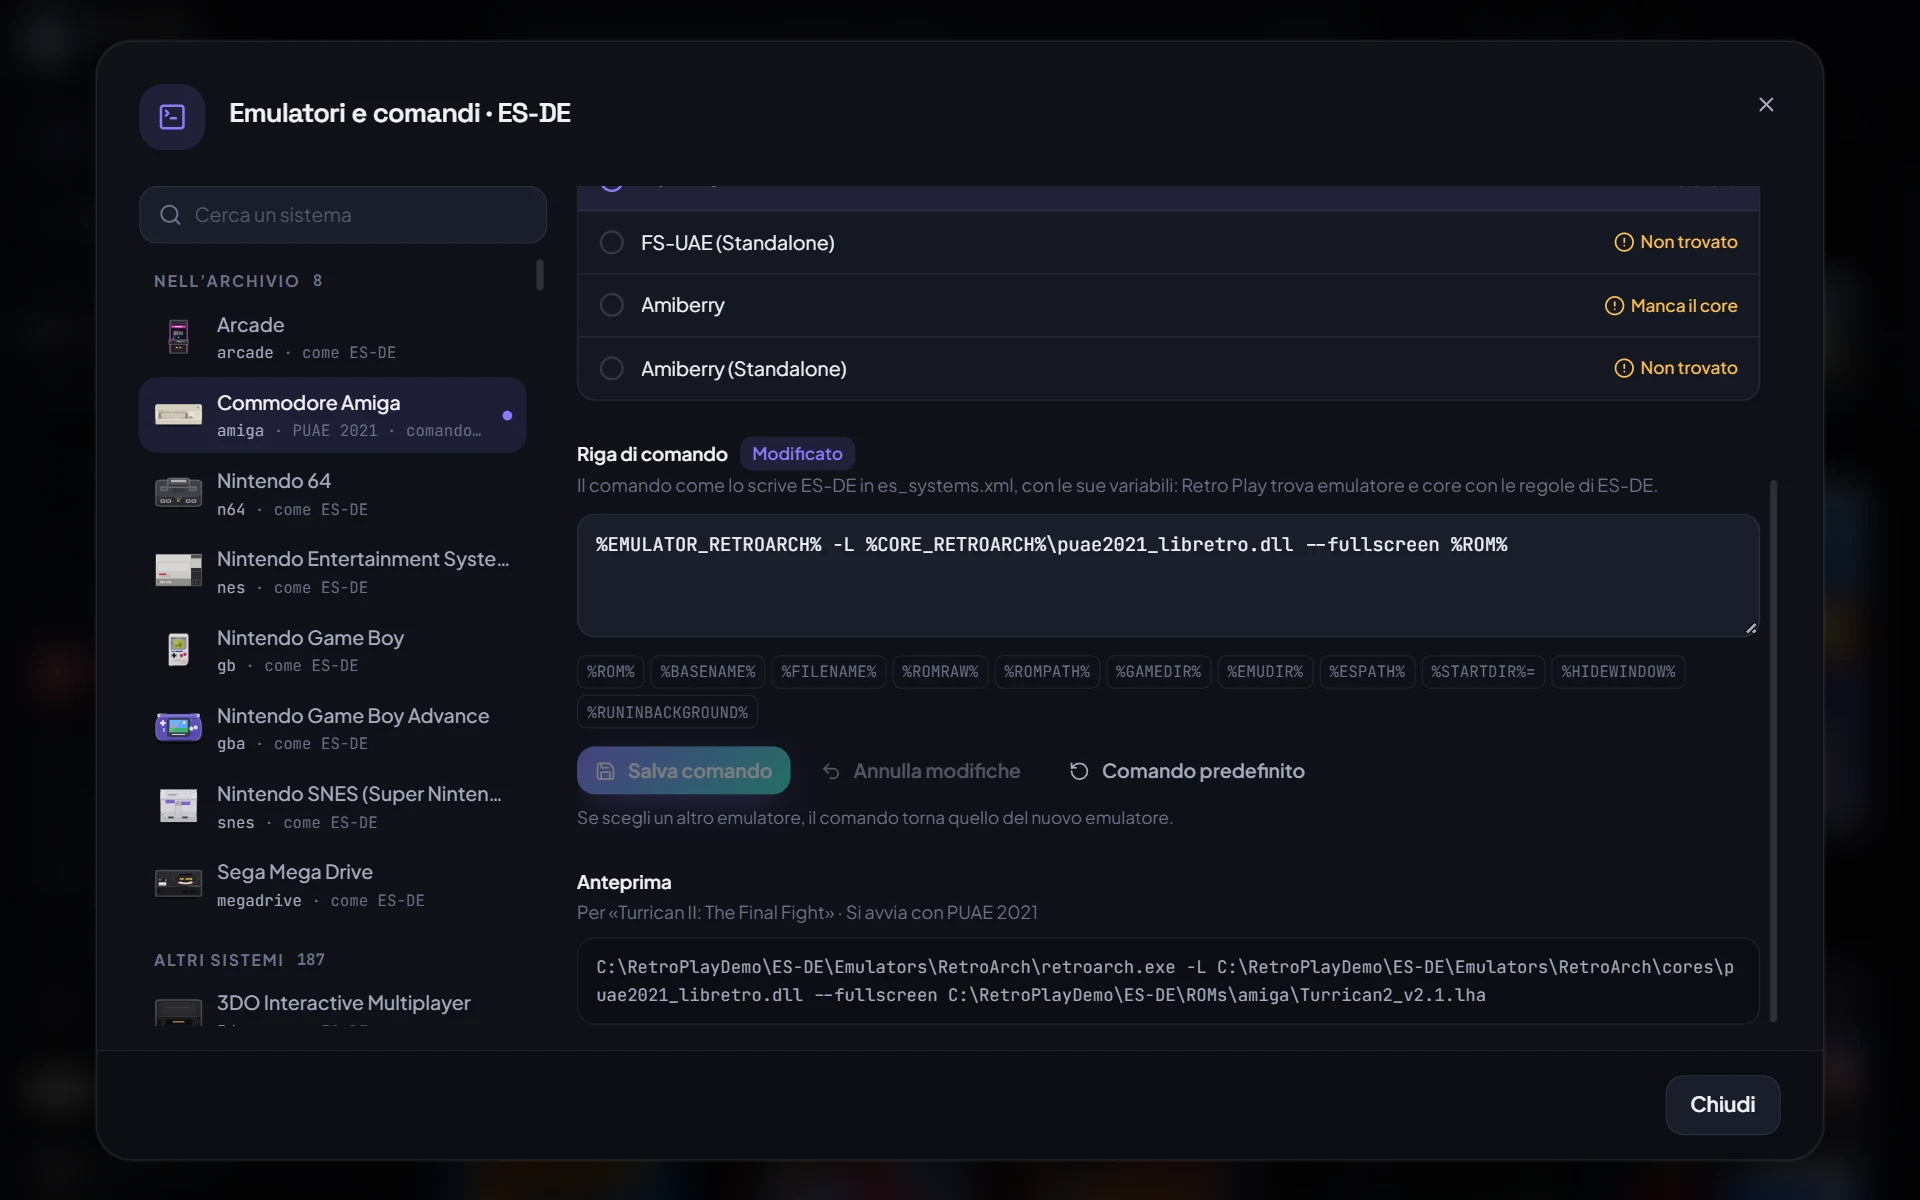 Emulatori e comandi · ES-DE
Cerca un sistema
NELL'ARCHIVIO 8
Arcade
arcade · come ES-DE
Commodore Amiga
amiga · PUAE 2021 · comando…
Nintendo 64
n64 · come ES-DE
Nintendo Entertainment Syste…
nes · come ES-DE
Nintendo Game Boy
gb · come ES-DE
Nintendo Game Boy Advance
gba · come ES-DE
Nintendo SNES (Super Ninten…
snes · come ES-DE
Sega Mega Drive
megadrive · come ES-DE
ALTRI SISTEMI 187
3DO Interactive Multiplayer
FS-UAE (Standalone)
Non trovato
Amiberry
Manca il core
Amiberry (Standalone)
Non trovato
Riga di comando Modificato
Il comando come lo scrive ES-DE in es_systems.xml, con le sue variabili: Retro Play trova emulatore e core con le regole di ES-DE.
%EMULATOR_RETROARCH% -L %CORE_RETROARCH%\puae2021_libretro.dll --fullscreen %ROM%
%ROM% %BASENAME% %FILENAME% %ROMRAW% %ROMPATH% %GAMEDIR% %EMUDIR% %ESPATH% %STARTDIR%= %HIDEWINDOW%
%RUNINBACKGROUND%
Salva comando Annulla modifiche Comando predefinito
Se scegli un altro emulatore, il comando torna quello del nuovo emulatore.
Anteprima
Per «Turrican II: The Final Fight» · Si avvia con PUAE 2021
C:\RetroPlayDemo\ES-DE\Emulators\RetroArch\retroarch.exe -L C:\RetroPlayDemo\ES-DE\Emulators\RetroArch\cores\p
uae2021_libretro.dll --fullscreen C:\RetroPlayDemo\ES-DE\ROMs\amiga\Turrican2_v2.1.lha
Chiudi